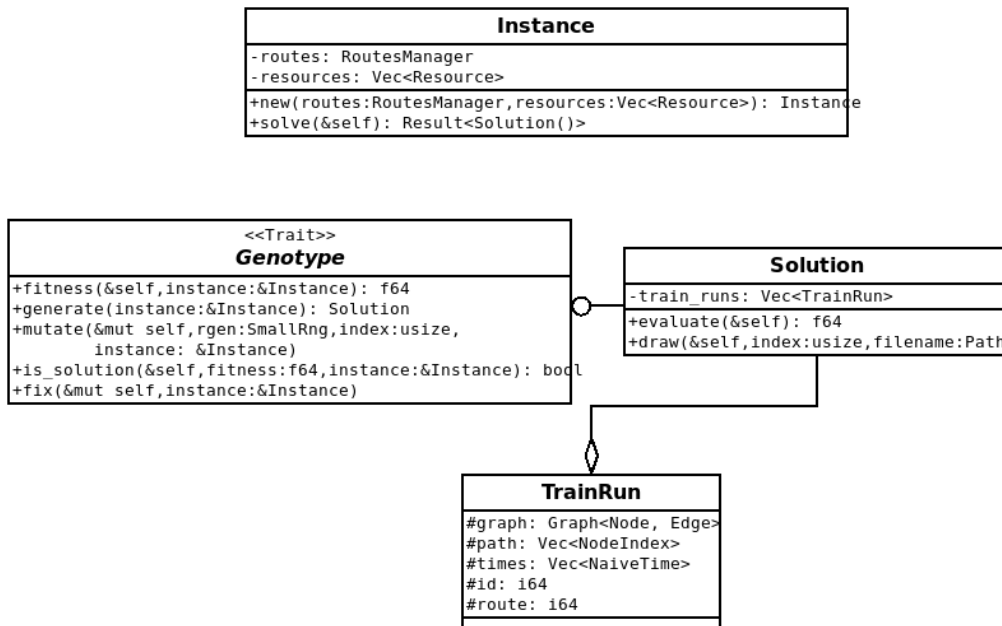 Instance
-routes: RoutesManager
-resources: Vec<Resource>
+new(routes:RoutesManager,resources:Vec<Resource>): Instance
+solve(&self): Result<Solution()>
<<Trait>>
Genotype
+fitness(&self,instance:&Instance): f64
+generate(instance:&Instance): Solution
+mutate(&mut self,rgen:SmallRng,index:usize,
instance: &Instance)
+is_solution(&self,fitness:f64,instance:&Instance): bool
+fix(&mut self,instance:&Instance)
Solution
-train_runs: Vec<TrainRun>
+evaluate(&self): f64
+draw(&self,index:usize,filename:Path
TrainRun
#graph: Graph<Node, Edge>
#path: Vec<NodeIndex>
#times: Vec<NaiveTime>
#id: i64
#route: i64